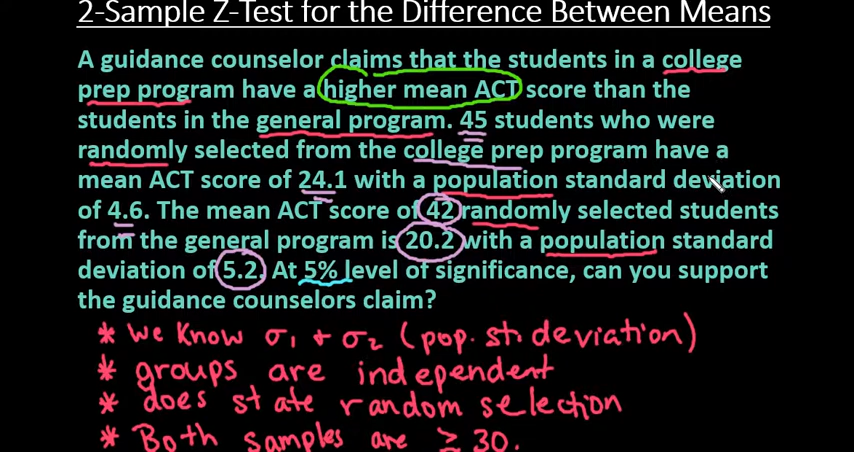 2-Sample Z-Test for the Difference Between Means
A guidance counselor claims that the students in a college
prep program have a higher mean ACT score than the
students in the general program. 45 students who were
randomly selected from the college prep program have a
mean ACT score of 24.1 with a population standard deviation
of 4.6. The mean ACT score of 42 randomly selected students
from the general program is 20.2 with a population standard
deviation of 5.2. At 5% level of significance, can you support
the guidance counselors claim?
* We Know σ₁ + σ₂ (pop. st. deviation)
* groups are independent
* does state random selection
* Both samples are ≥ 30.